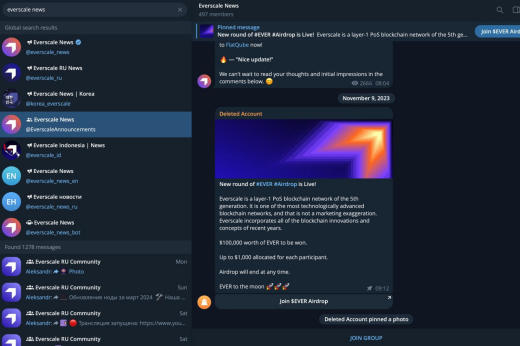 everscale news
Global search results
Everscale News
@everscale_news
Everscale RU News
@everscale_ru
Everscale News | Korea
@korea_everscale
Everscale News
@EverscaleAnnouncements
Everscale Indonesia | News
@everscale_id
EN
Everscale News
@everscale_news_en
EH
Everscale новости
@everscale_news_ru
Everscale News
@everscale_news_bot
Found 1278 messages
Everscale RU Community
Mon
Aleksandr: Photo
Everscale RU Community
Sun
Aleksandr: __ Обновления ноды за март 2024 Наша ...
Everscale RU Community
Sat
Aleksandr: Трансляция запущена: https://www.you...
Everscale RU Community
Sat
Everscale News
497 members
Pinned message
New round of #EVER #Airdrop is Live! Everscale is a layer-1 PoS blockchain network of the 5th ge...
Join $EVER Aird
to FlatQube now!
— "Nice update!"
We can't wait to read your thoughts and initial impressions in the
comments below.
2666 08:04
November 9, 2023
Deleted Account
New round of #EVER #Airdrop is Live!
Everscale is a layer-1 PoS blockchain network of the 5th
generation. It is one of the most technologically advanced
blockchain networks, and that is not a marketing exaggeration.
Everscale incorporates all of the blockchain innovations and
concepts of recent years.
$100,000 worth of EVER to be won.
Up to $1,000 allocated for each participant.
Airdrop will end at any time.
EVER to the moon
09:12
Join $EVER Airdrop
Deleted Account pinned a photo
JOIN GROUP